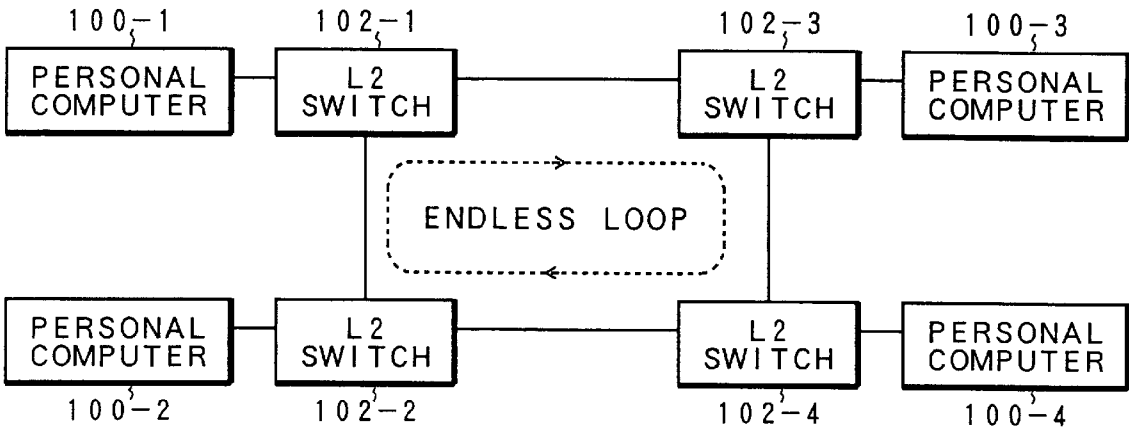 100-1
102-1
102-3
100-3
PERSONAL
COMPUTER
L2
SWITCH
L2
SWITCH
PERSONAL
COMPUTER
ENDLESS LOOP
PERSONAL
COMPUTER
L2
SWITCH
L2
SWITCH
PERSONAL
COMPUTER
100-2
102-2
102-4
100-4